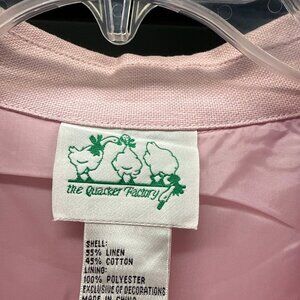 the Quacker Factory
SHELL:
55% LINEN
45% COTTON
LINING:
100% POLYESTER
EXCLUSIVE OF DECORATIONS
MADE IN CHINA